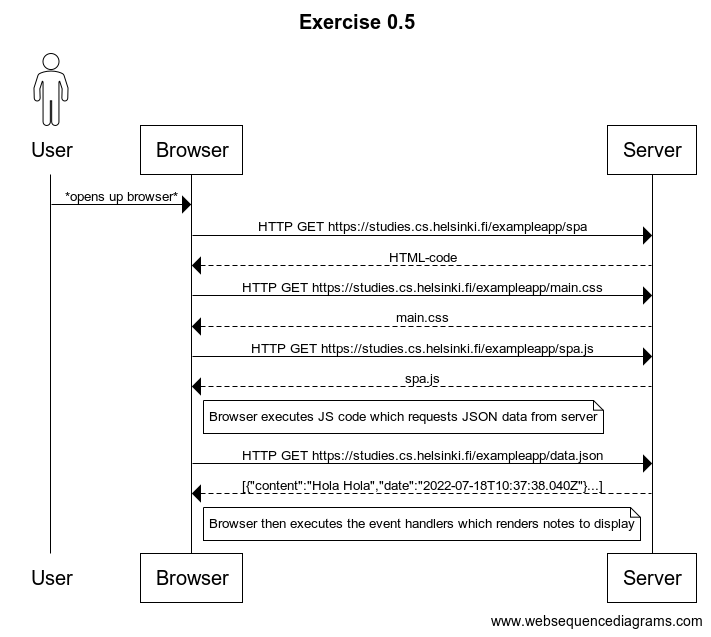 Exercise 0.5
User
Browser
Server
*opens up browser*
HTTP GET https://studies.cs.helsinki.fi/exampleapp/spa
HTML-code
HTTP GET https://studies.cs.helsinki.fi/exampleapp/main.css
main.css
HTTP GET https://studies.cs.helsinki.fi/exampleapp/spa.js
spa.js
Browser executes JS code which requests JSON data from server
HTTP GET https://studies.cs.helsinki.fi/exampleapp/data.json
[{"content":"Hola Hola","date":"2022-07-18T10:37:38.040Z"}...]
Browser then executes the event handlers which renders notes to display
User
Browser
Server
www.websequencediagrams.com